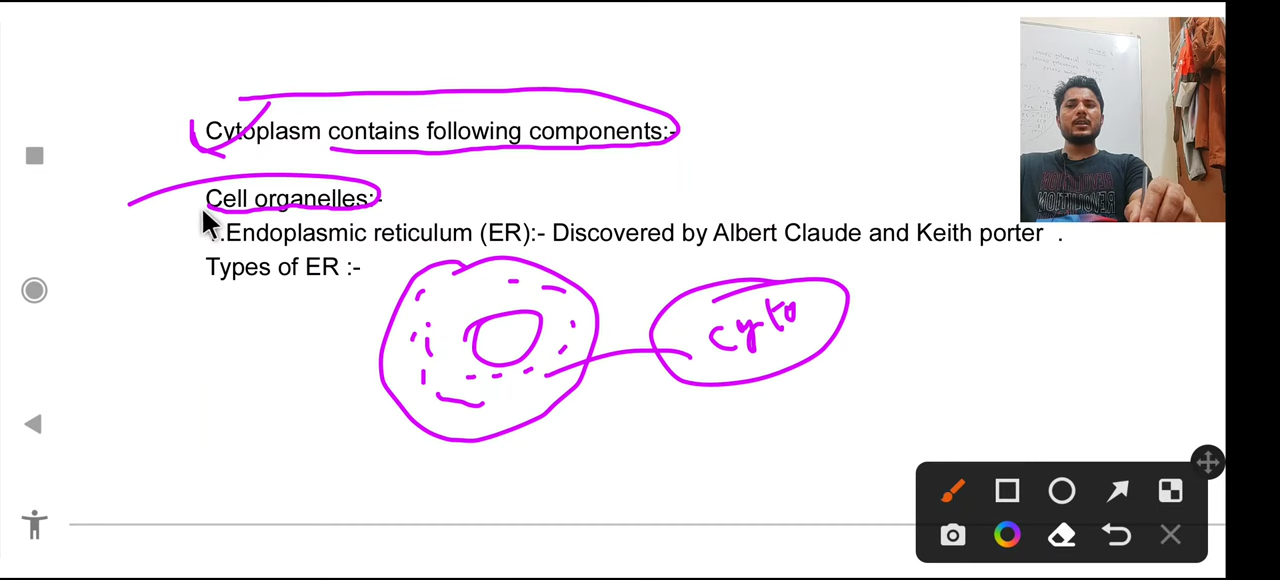 Cytoplasm contains following components:-
Cell organelles:-
.Endoplasmic reticulum (ER):- Discovered by Albert Claude and Keith porter .
Types of ER :-
cyto